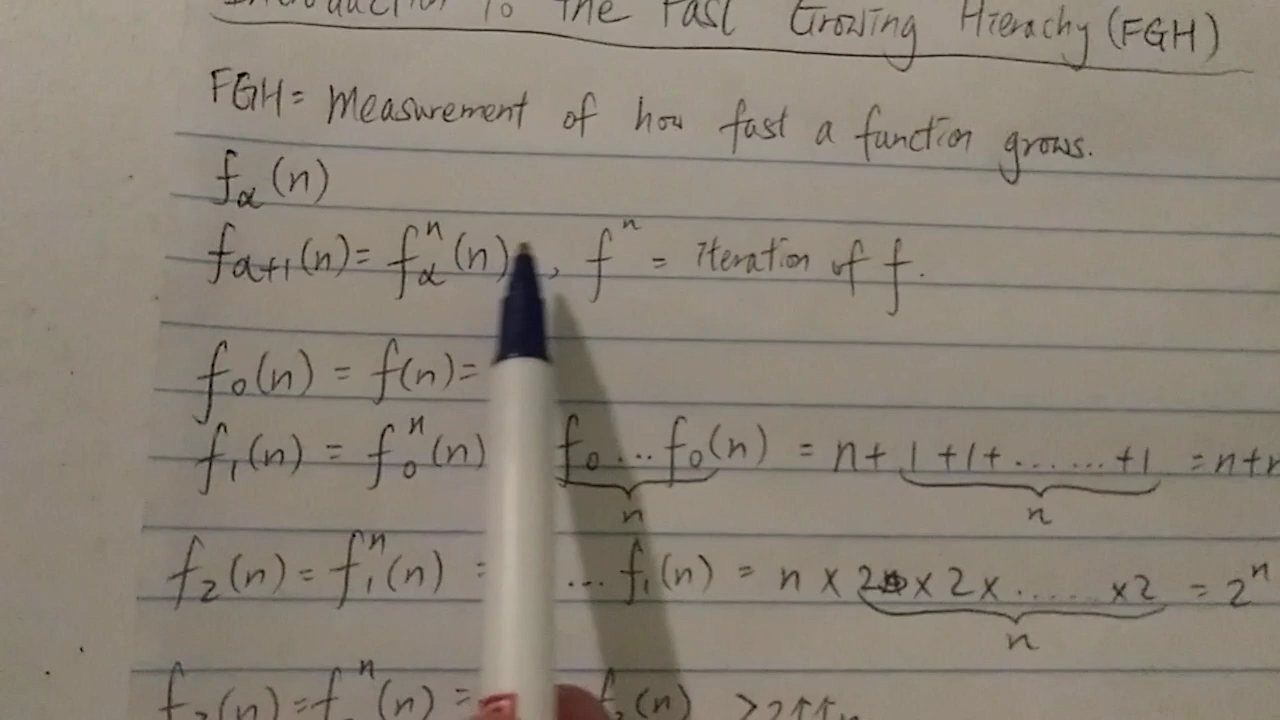 Introduction To The Fast Growing Hierachy (FGH)
FGH = Measurement of how fast a function grows.
fα(n)
fα+1(n) = fαⁿ(n), fⁿ = iteration of f.
f₀(n) = f(n) =
f₁(n) = f₀ⁿ(n) f₀...f₀(n) = n + 1 + 1 + ...... + 1 = n+n
n n
f₂(n) = f₁ⁿ(n) = ...f₁(n) = n × 2 × 2 × ...... × 2 = 2ⁿ
n
(n) = f ⁿ(n) = (n) > 2↑↑n